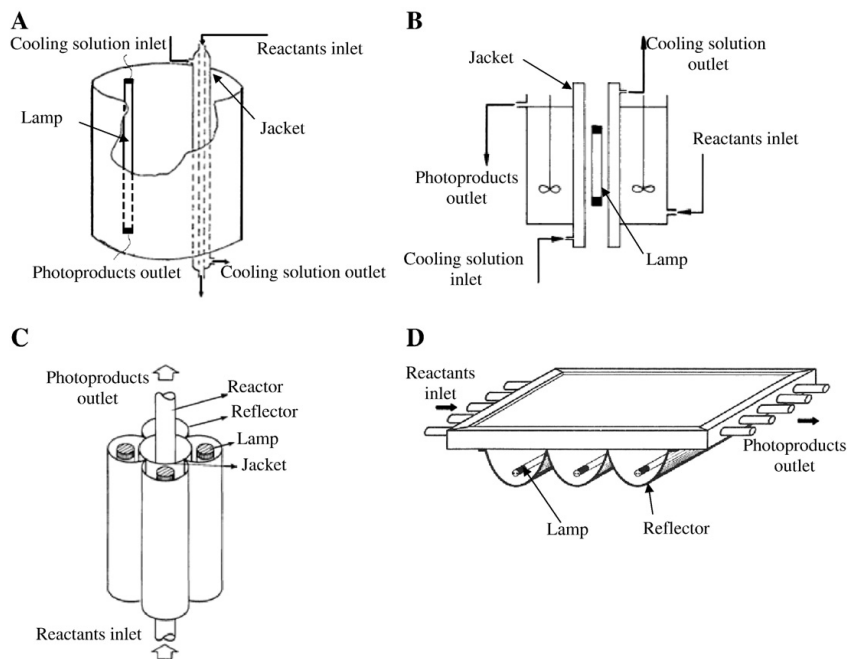 A
Cooling solution inlet
Reactants inlet
Lamp
Jacket
Photoproducts outlet
Cooling solution outlet
B
Cooling solution
outlet
Jacket
Reactants inlet
Photoproducts
outlet
Lamp
Cooling solution
inlet
C
Photoproducts
outlet
Reactor
Reflector
Lamp
Jacket
Reactants inlet
D
Reactants
inlet
Photoproducts
outlet
Lamp
Reflector